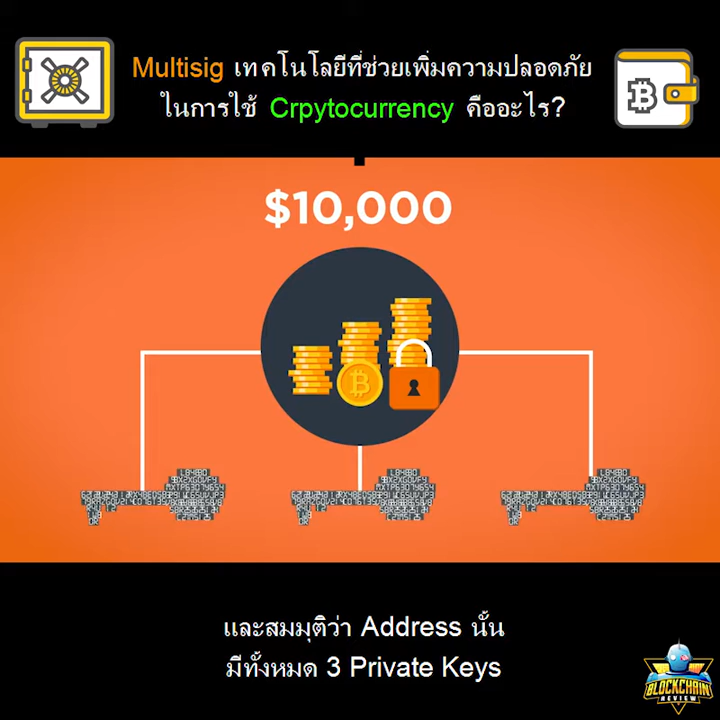 Multisig เทคโนโลยีที่ช่วยเพิ่มความปลอดภัย
ในการใช้ Crpytocurrency คืออะไร?
$10,000
และสมมุติว่า Address นั้น
มีทั้งหมด 3 Private Keys
BLOCKCHAIN
REVIEW